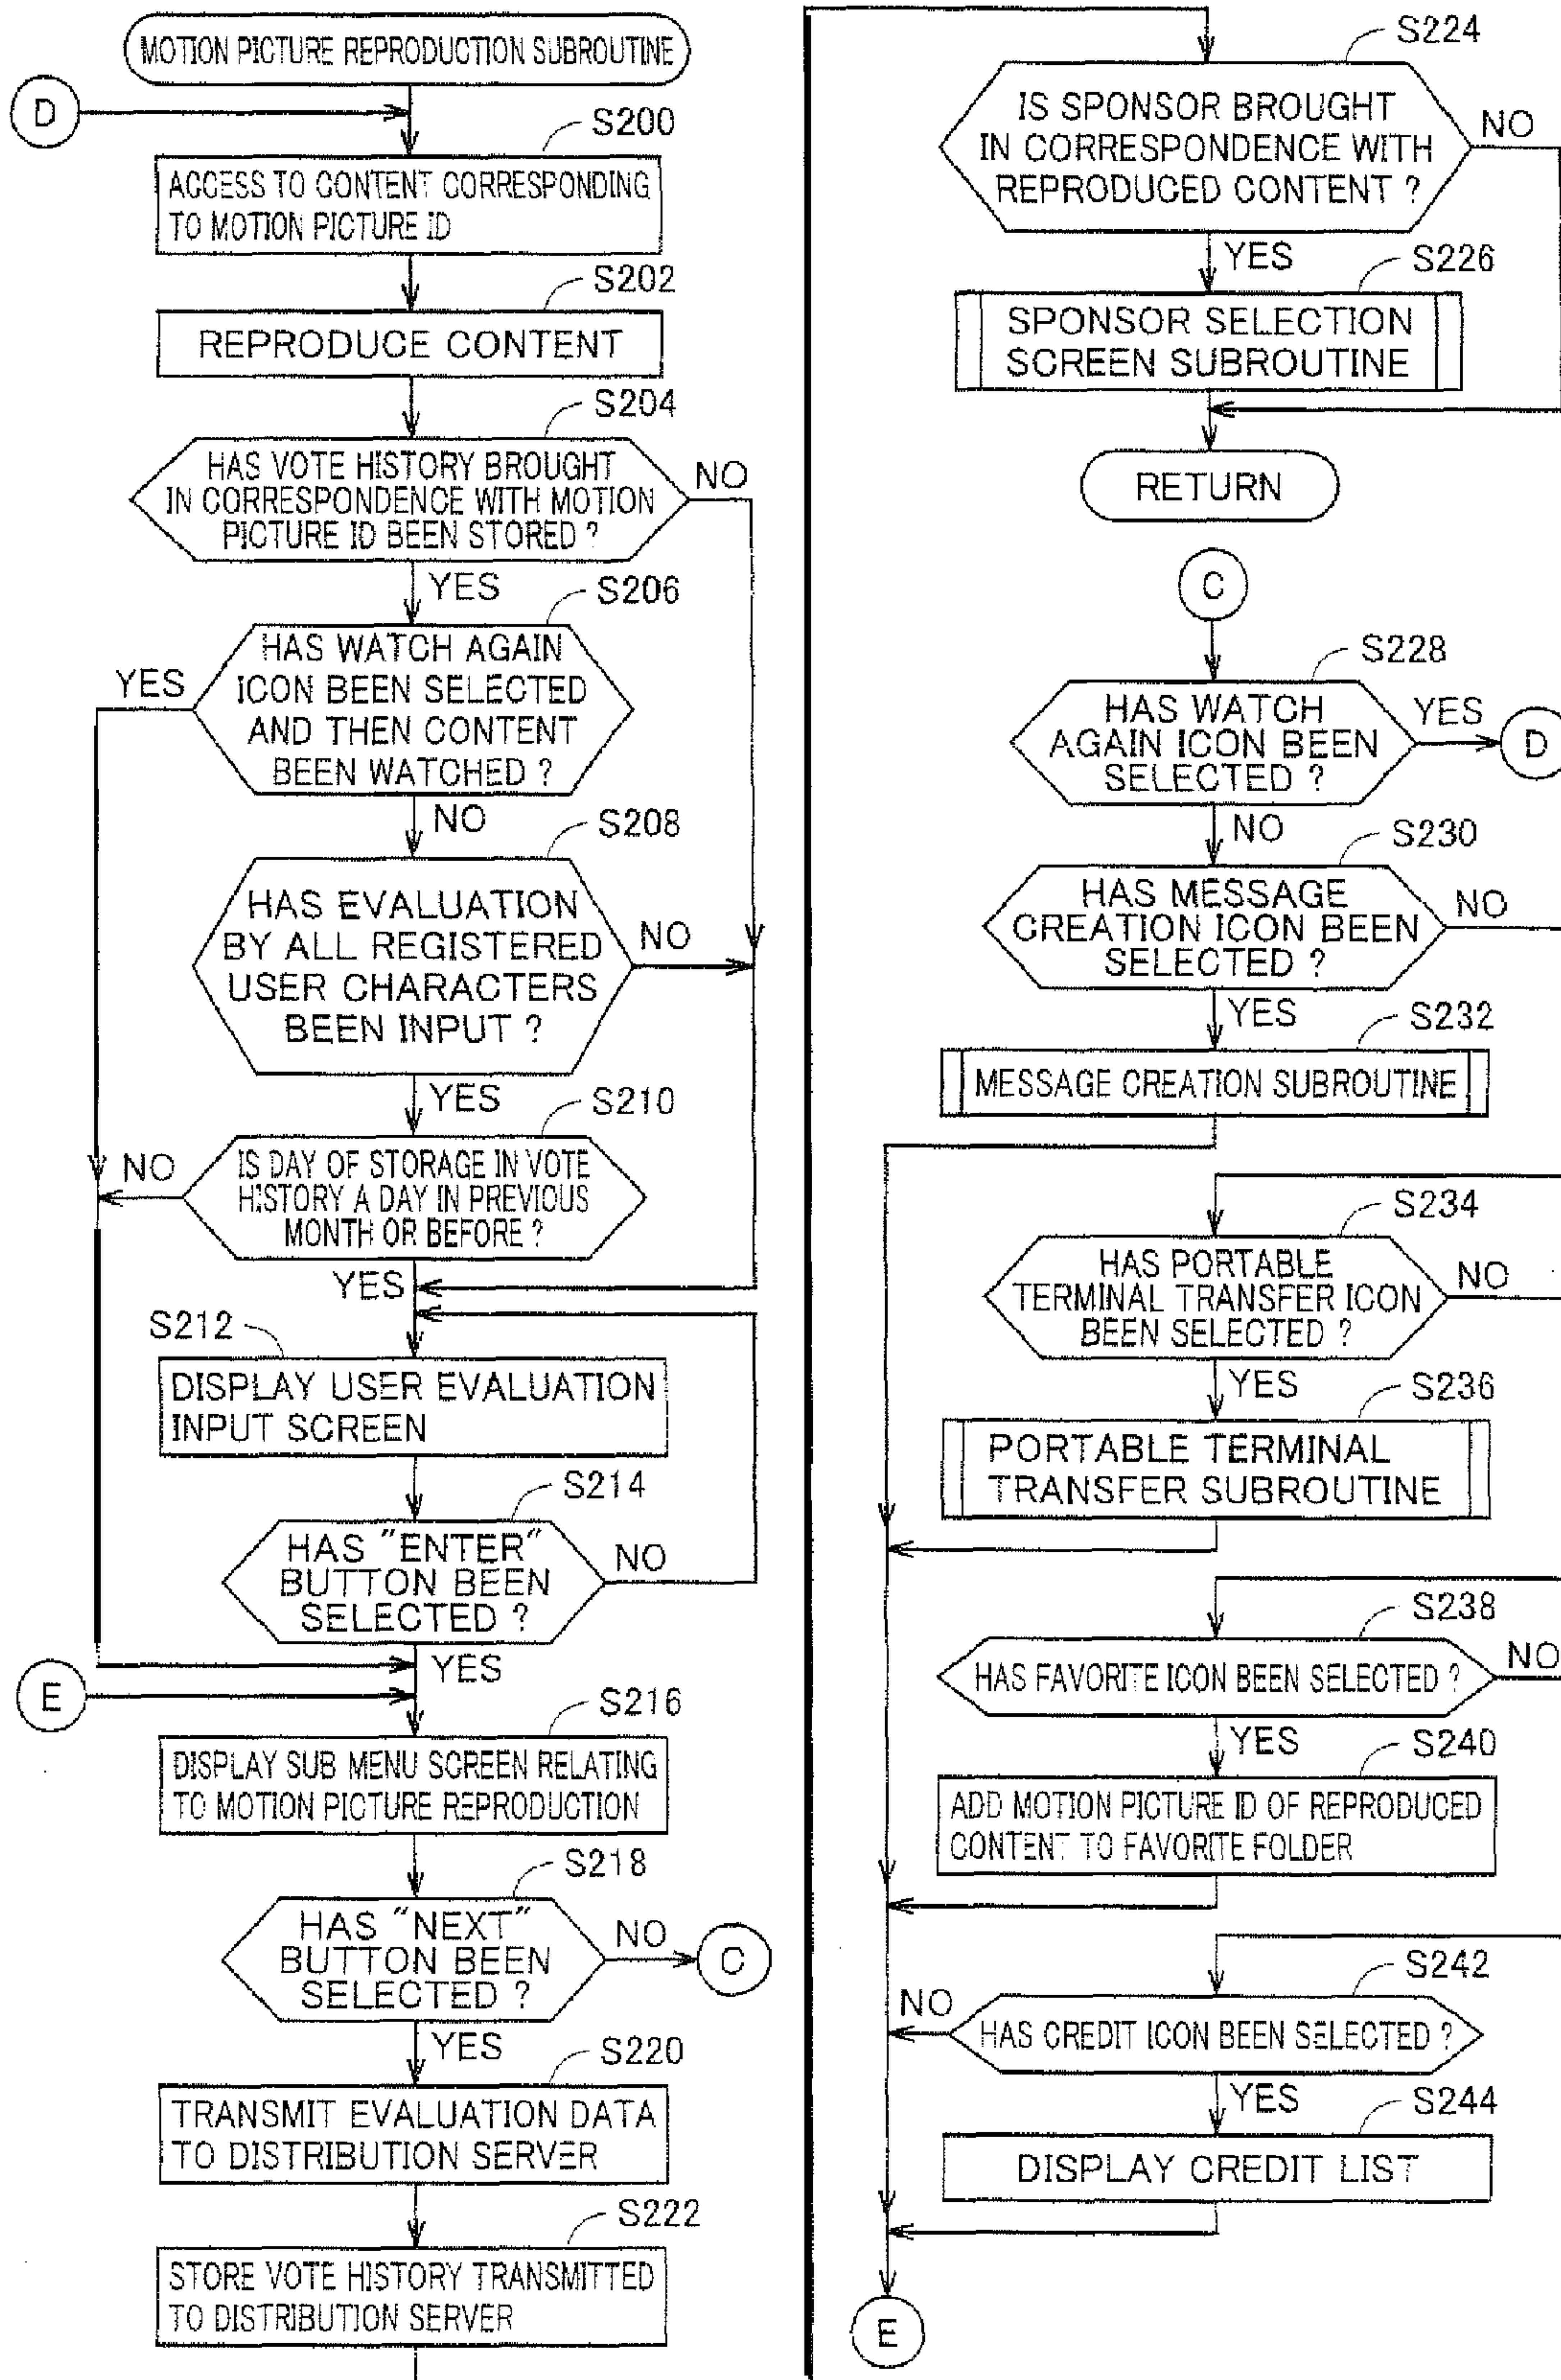 MOTION PICTURE REPRODUCTION SUBROUTINE
D
S200
ACCESS TO CONTENT CORRESPONDING
TO MOTION PICTURE ID
S202
REPRODUCE CONTENT
S204
HAS VOTE HISTORY BROUGHT
IN CORRESPONDENCE WITH MOTION
PICTURE ID BEEN STORED ?
NO
YES
S206
HAS WATCH AGAIN
ICON BEEN SELECTED
AND THEN CONTENT
BEEN WATCHED ?
YES
NO
S208
HAS EVALUATION
BY ALL REGISTERED
USER CHARACTERS
BEEN INPUT ?
NO
YES
S210
IS DAY OF STORAGE IN VOTE
HISTORY A DAY IN PREVIOUS
MONTH OR BEFORE ?
NO
YES
S212
DISPLAY USER EVALUATION
INPUT SCREEN
S214
HAS "ENTER"
BUTTON BEEN
SELECTED ?
NO
YES
E
S216
DISPLAY SUB MENU SCREEN RELATING
TO MOTION PICTURE REPRODUCTION
S218
HAS "NEXT"
BUTTON BEEN
SELECTED ?
NO
C
YES
S220
TRANSMIT EVALUATION DATA
TO DISTRIBUTION SERVER
S222
STORE VOTE HISTORY TRANSMITTED
TO DISTRIBUTION SERVER
S224
IS SPONSOR BROUGHT
IN CORRESPONDENCE WITH
REPRODUCED CONTENT ?
NO
YES
S226
SPONSOR SELECTION
SCREEN SUBROUTINE
RETURN
C
S228
HAS WATCH
AGAIN ICON BEEN
SELECTED ?
YES
D
NO
S230
HAS MESSAGE
CREATION ICON BEEN
SELECTED ?
NO
YES
S232
MESSAGE CREATION SUBROUTINE
S234
HAS PORTABLE
TERMINAL TRANSFER ICON
BEEN SELECTED ?
NO
YES
S236
PORTABLE TERMINAL
TRANSFER SUBROUTINE
S238
HAS FAVORITE ICON BEEN SELECTED ?
NO
YES
S240
ADD MOTION PICTURE ID OF REPRODUCED
CONTENT TO FAVORITE FOLDER
S242
HAS CREDIT ICON BEEN SELECTED ?
NO
YES
S244
DISPLAY CREDIT LIST
E